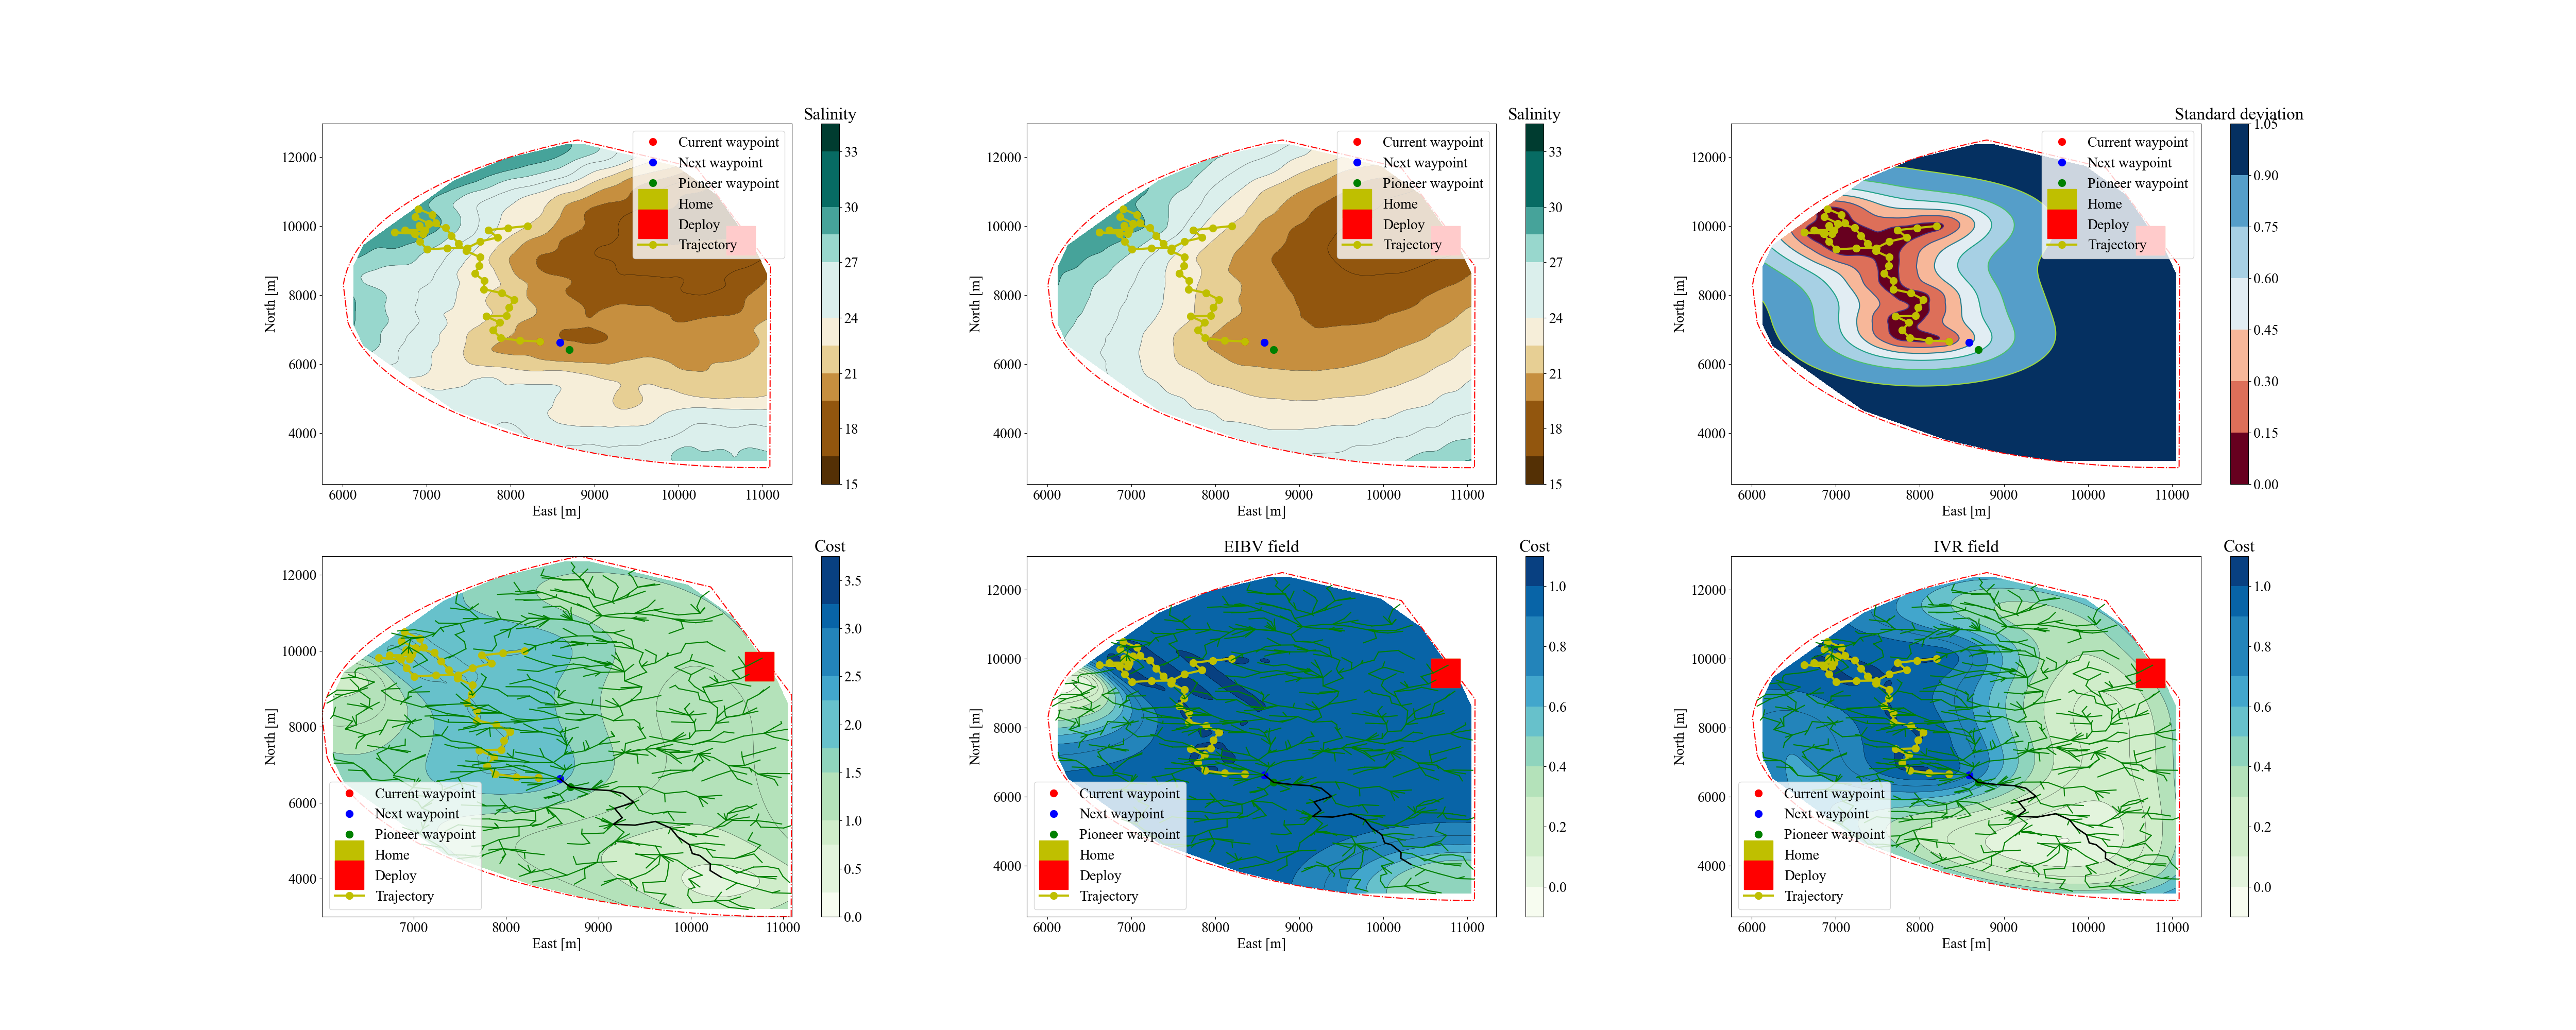 Salinity
12000
10000
8000
6000
4000
North [m]
6000 7000 8000 9000 10000 11000
East [m]
Current waypoint
Next waypoint
Pioneer waypoint
Home
Deploy
Trajectory
33
30
27
24
21
18
15
Salinity
12000
10000
8000
6000
4000
North [m]
6000 7000 8000 9000 10000 11000
East [m]
Current waypoint
Next waypoint
Pioneer waypoint
Home
Deploy
Trajectory
33
30
27
24
21
18
15
Standard deviation
12000
10000
8000
6000
4000
North [m]
6000 7000 8000 9000 10000 11000
East [m]
Current waypoint
Next waypoint
Pioneer waypoint
Home
Deploy
Trajectory
1.05
0.90
0.75
0.60
0.45
0.30
0.15
0.00
Cost
12000
10000
8000
6000
4000
North [m]
7000 8000 9000 10000 11000
East [m]
Current waypoint
Next waypoint
Pioneer waypoint
Home
Deploy
Trajectory
3.5
3.0
2.5
2.0
1.5
1.0
0.5
0.0
EIBV field
Cost
12000
10000
8000
6000
4000
North [m]
6000 7000 8000 9000 10000 11000
East [m]
Current waypoint
Next waypoint
Pioneer waypoint
Home
Deploy
Trajectory
1.0
0.8
0.6
0.4
0.2
0.0
IVR field
Cost
12000
10000
8000
6000
4000
North [m]
6000 7000 8000 9000 10000 11000
East [m]
Current waypoint
Next waypoint
Pioneer waypoint
Home
Deploy
Trajectory
1.0
0.8
0.6
0.4
0.2
0.0